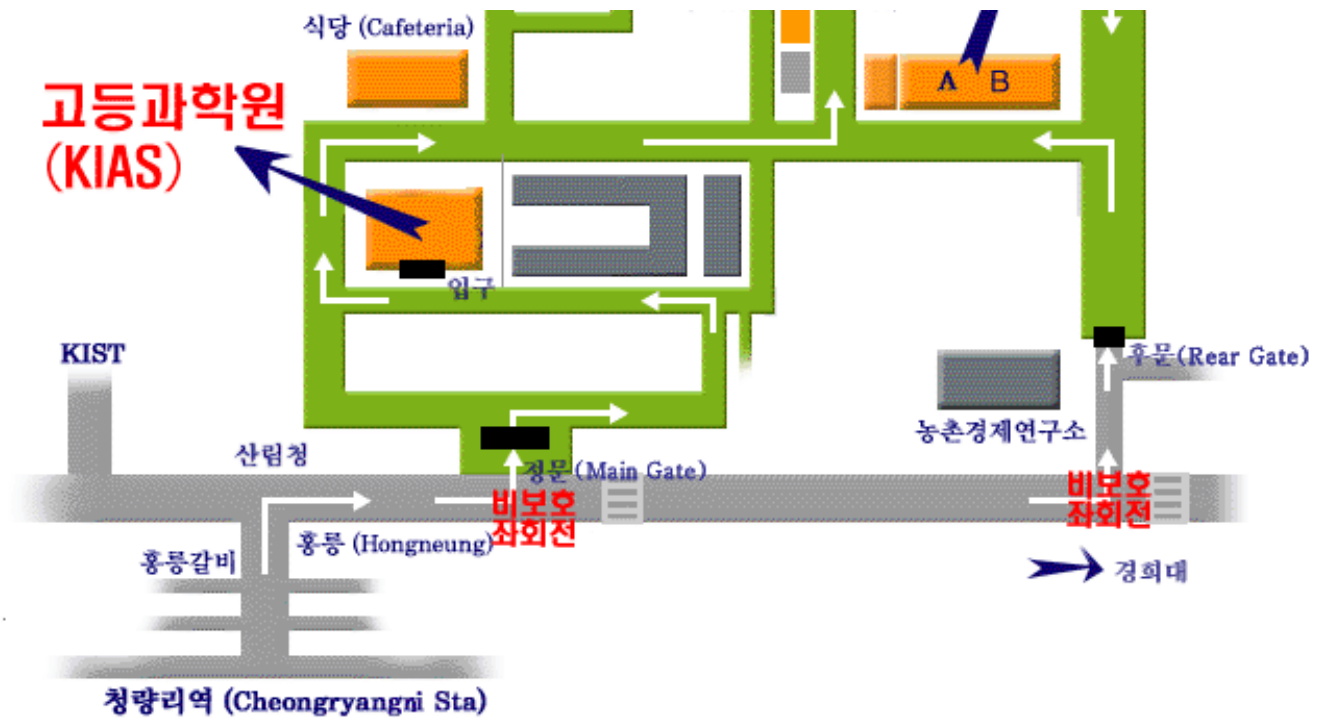 식당 (Cafeteria)
고등과학원
(KIAS)
A B
입구
KIST
후문(Rear Gate)
농촌경제연구소
산림청
정문 (Main Gate)
비보호
좌회전
비보호
좌회전
홍릉 (Hongneung)
홍릉갈비
경희대
청량리역 (Cheongryangni Sta)